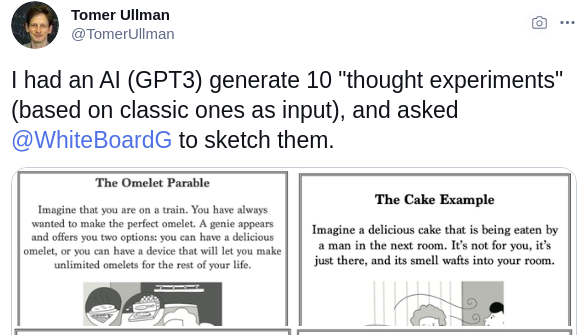 Tomer Ullman
@TomerUllman
I had an AI (GPT3) generate 10 "thought experiments"
(based on classic ones as input), and asked
@WhiteBoardG to sketch them.
The Omelet Parable
Imagine that you are on a train. You have always
wanted to make the perfect omelet. A genie appears
and offers you two options: you can have a delicious
omelet, or you can have a device that will let you make
unlimited omelets for the rest of your life.
The Cake Example
Imagine a delicious cake that is being eaten by
a man in the next room. It's not for you, it's
just there, and its smell wafts into your room.